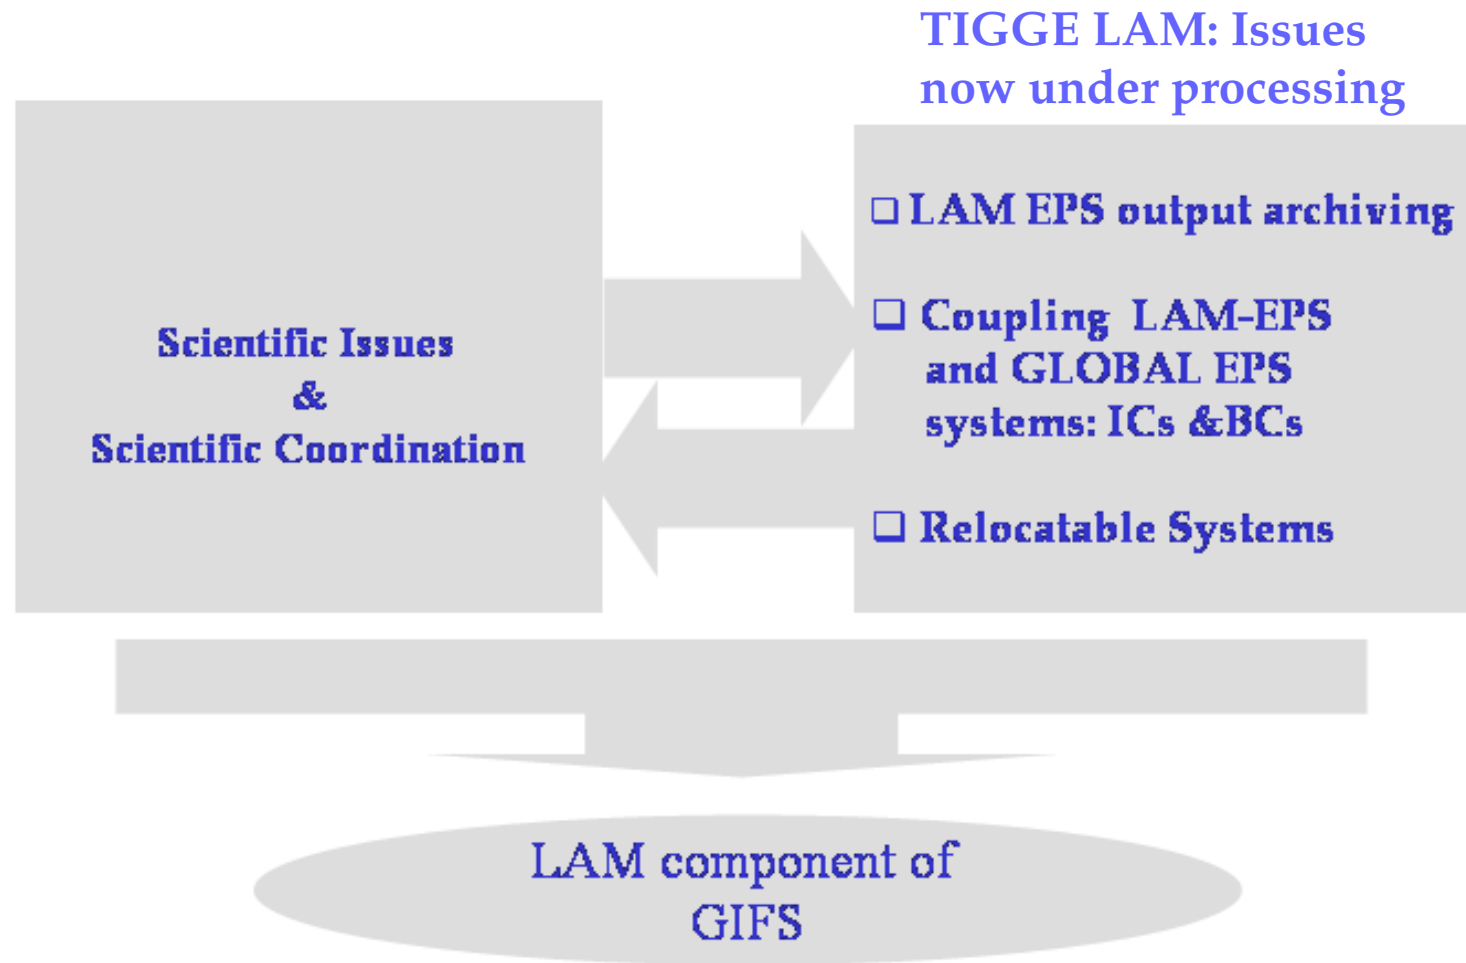 TIGGE LAM: Issues
now under processing
Scientific Issues
&
Scientific Coordination
❑ LAM EPS output archiving
❑ Coupling LAM-EPS
and GLOBAL EPS
systems: ICs &BCs
❑ Relocatable Systems
LAM component of
GIFS